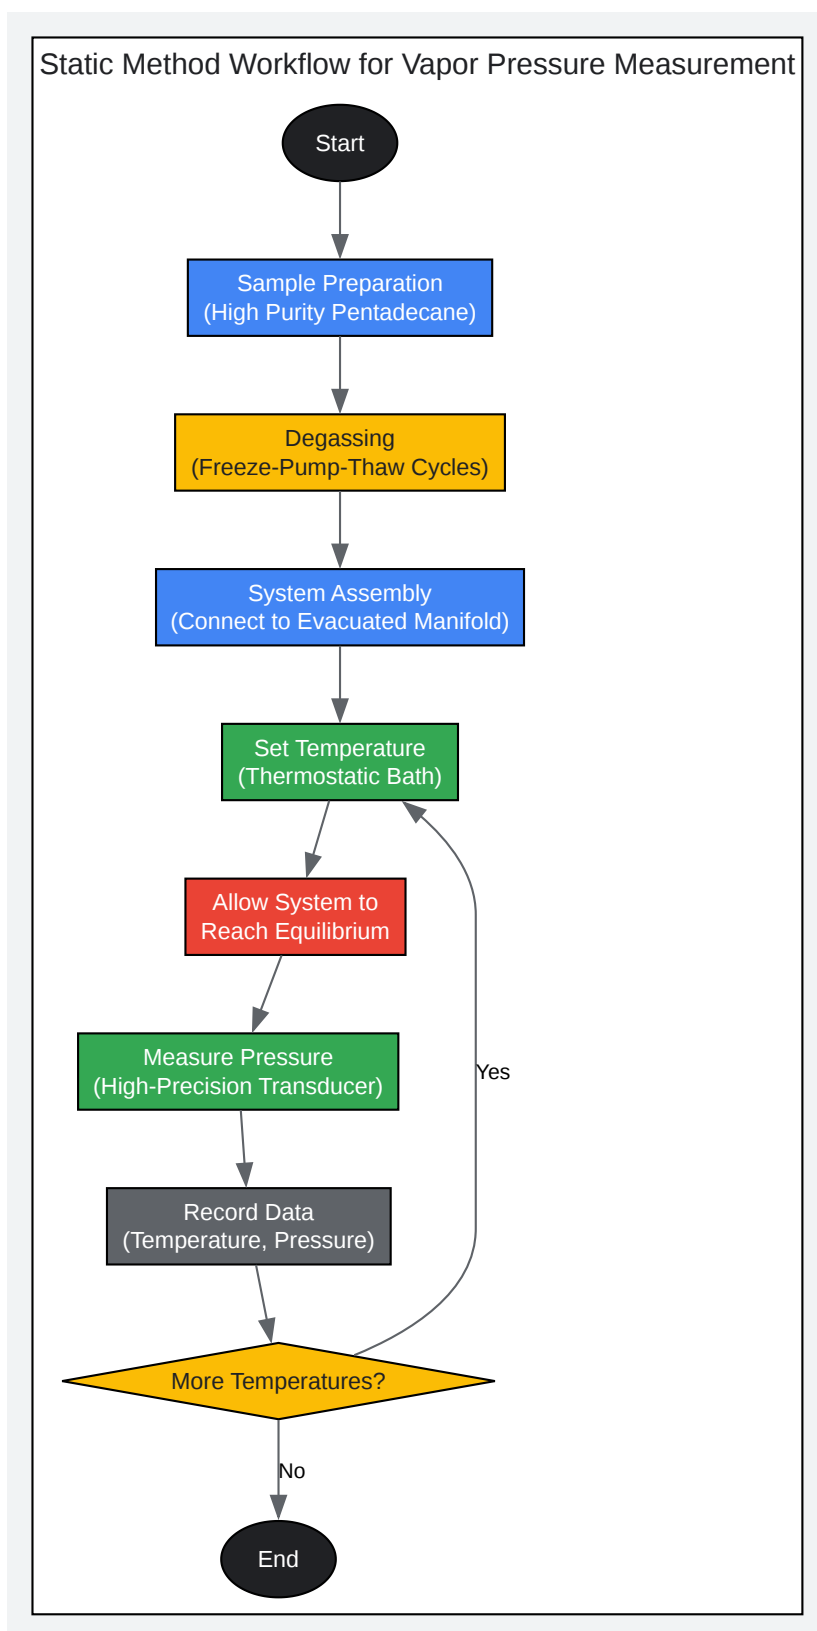 Static Method Workflow for Vapor Pressure Measurement
Start
Sample Preparation
(High Purity Pentadecane)
Degassing
(Freeze-Pump-Thaw Cycles)
System Assembly
(Connect to Evacuated Manifold)
Set Temperature
(Thermostatic Bath)
Allow System to
Reach Equilibrium
Measure Pressure
(High-Precision Transducer)
Yes
Record Data
(Temperature, Pressure)
More Temperatures?
No
End